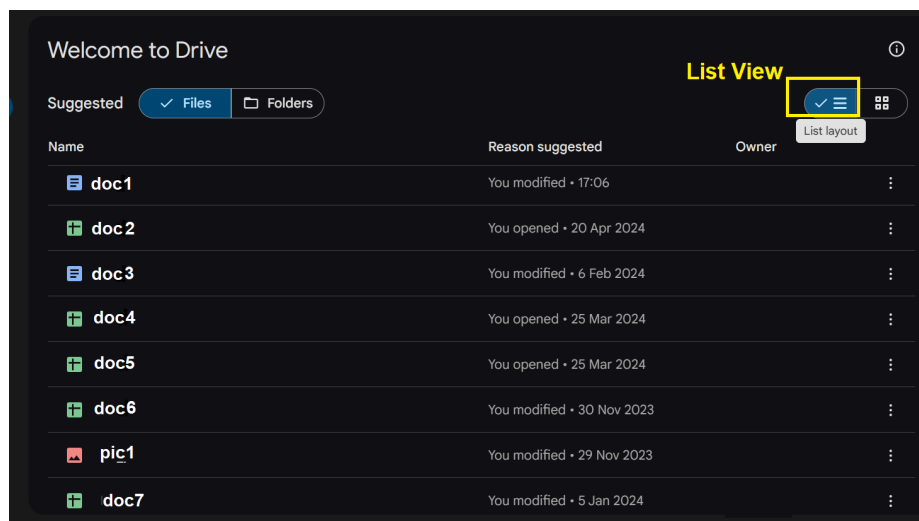 Welcome to Drive
List View
Suggested Files Folders
List layout
Name Reason suggested Owner
doc1 You modified • 17:06
doc2 You opened • 20 Apr 2024
doc3 You modified • 6 Feb 2024
doc4 You opened • 25 Mar 2024
doc5 You opened • 25 Mar 2024
doc6 You modified • 30 Nov 2023
pic1 You modified • 29 Nov 2023
doc7 You modified • 5 Jan 2024